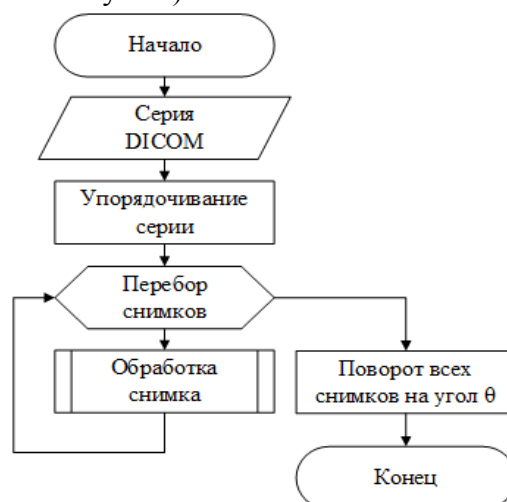 Начало
Серия
DICOM
Упорядочивание
серии
Перебор
снимков
Обработка
снимка
Поворот всех
снимков на угол θ
Конец